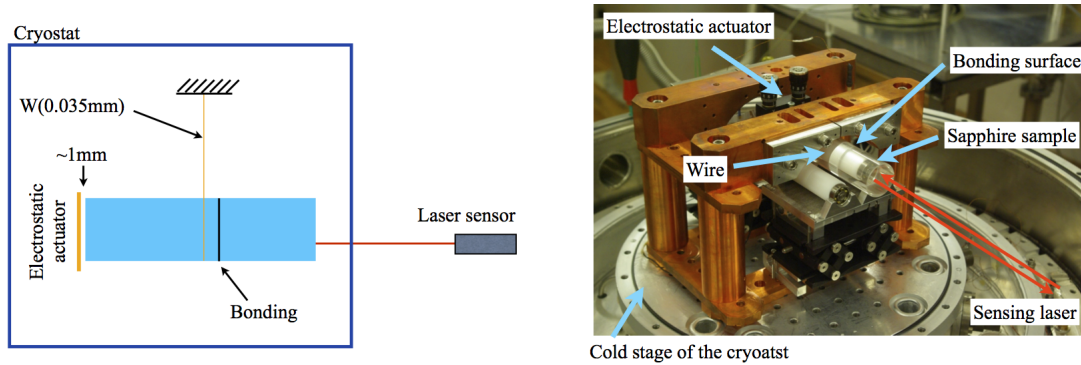 Cryostat
W(0.035mm)
~1mm
Electrostatic
actuator
Laser sensor
Bonding
Electrostatic actuator
Bonding surface
Sapphire sample
Wire
Sensing laser
Cold stage of the cryoatst